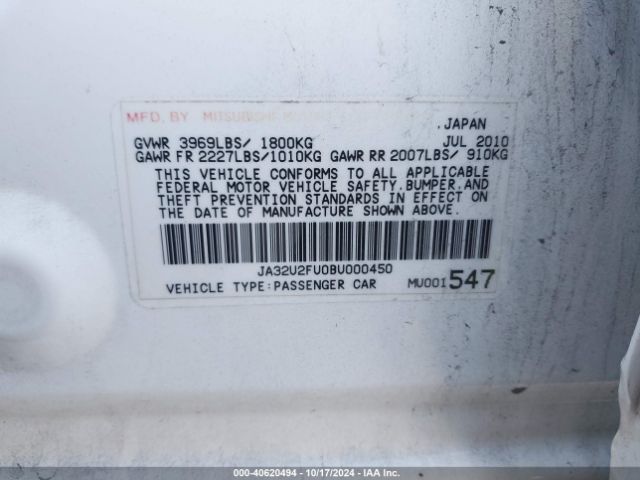 MFD. BY MITSUBISHI
.JAPAN
GVWR 3969LBS/ 1800KG JUL 2010
GAWR FR 2227LBS/1010KG GAWR RR 2007LBS/ 910KG
THIS VEHICLE CONFORMS TO ALL APPLICABLE
FEDERAL MOTOR VEHICLE SAFETY.BUMPER.AND
THEFT PREVENTION STANDARDS IN EFFECT ON
THE DATE OF MANUFACTURE SHOWN ABOVE.
JA32U2FU0BU000450
VEHICLE TYPE:PASSENGER CAR MU001547
000-40620494 - 10/17/2024 - IAA Inc.